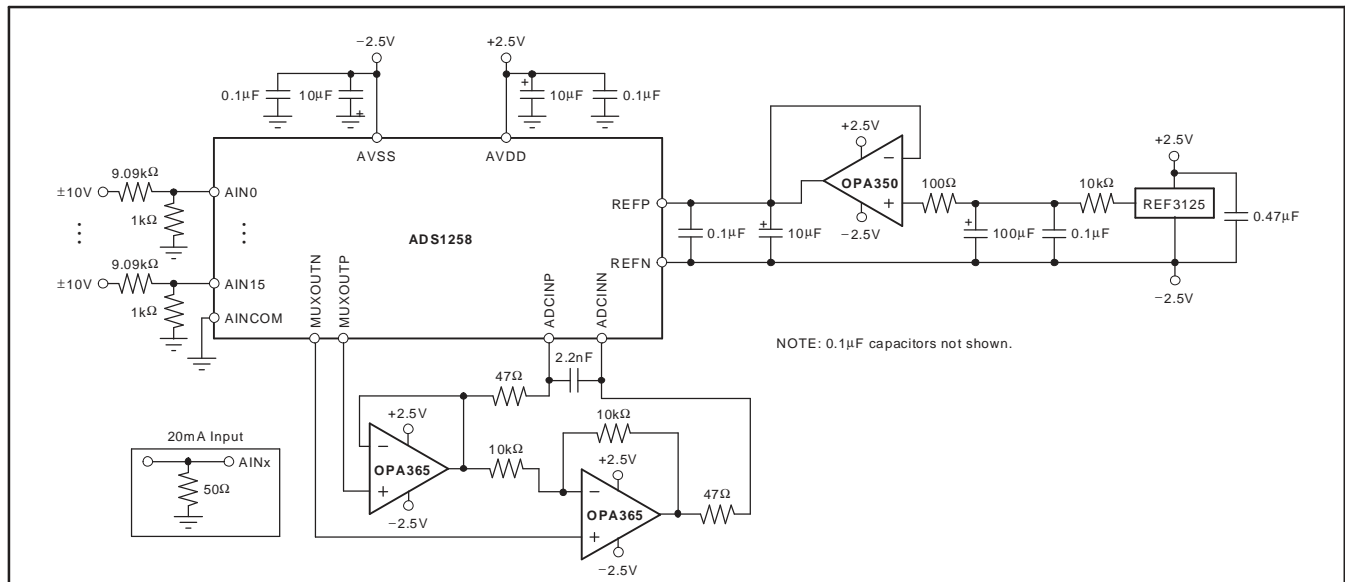 −2.5V
+2.5V
0.1µF
10µF
+
+
10µF
0.1µF
AVSS
AVDD
±10V
9.09kΩ
AIN0
1kΩ
±10V
9.09kΩ
AIN15
1kΩ
AINCOM
ADS1258
REFP
REFN
MUXOUTN
MUXOUTP
ADCINP
ADCINN
0.1µF
+
10µF
+2.5V
−
OPA350
+
−2.5V
100Ω
+
100µF
0.1µF
10kΩ
+2.5V
REF3125
0.47µF
−2.5V
NOTE: 0.1µF capacitors not shown.
2.2nF
47Ω
+2.5V
−
OPA365
+
−2.5V
10kΩ
10kΩ
+2.5V
−
OPA365
+
−2.5V
47Ω
20mA Input
AINx
50Ω